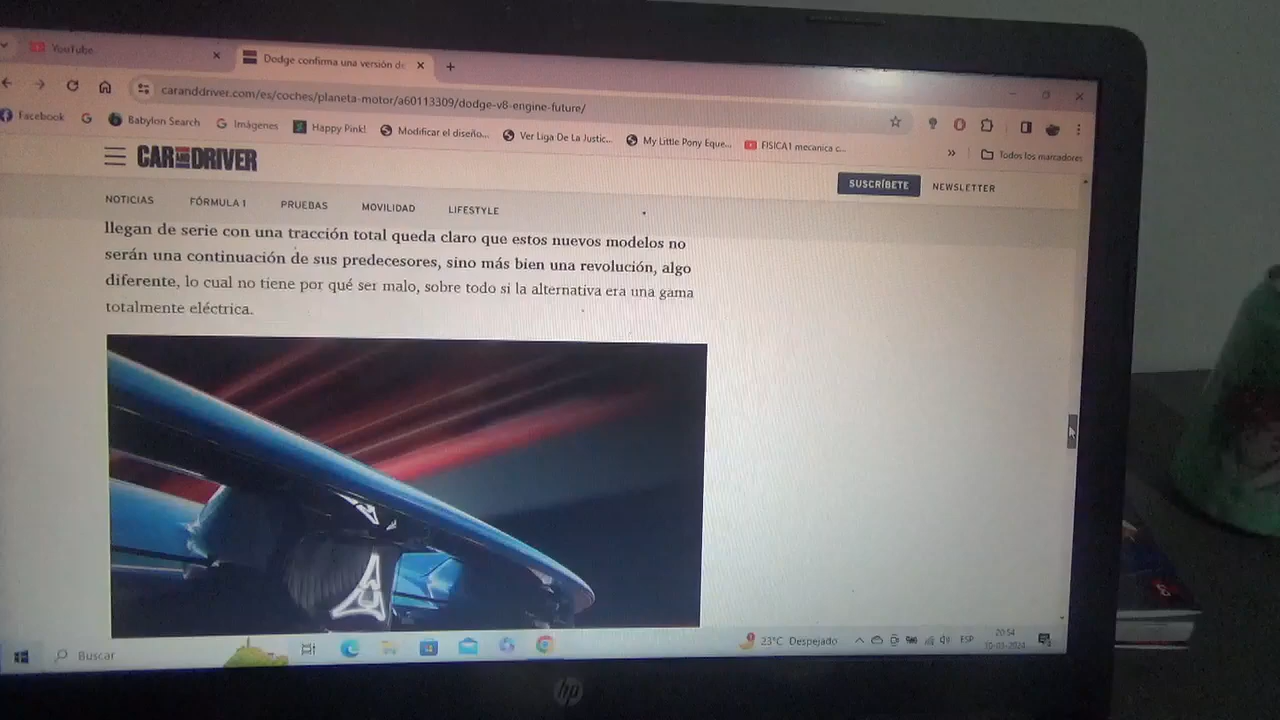 YouTube
Dodge confirma una versión de
caranddriver.com/es/coches/planeta-motor/a60113309/dodge-v8-engine-future/
Facebook
Babylon Search
Imágenes
Happy Pink!
Modificar el diseño...
Ver Liga De La Justic...
My Little Pony Eque...
FISICA1 mecanica c...
»
Todos los marcadores
CAR AND DRIVER
SUSCRÍBETE
NEWSLETTER
NOTICIAS
FÓRMULA 1
PRUEBAS
MOVILIDAD
LIFESTYLE
llegan de serie con una tracción total queda claro que estos nuevos modelos no
serán una continuación de sus predecesores, sino más bien una revolución, algo
diferente, lo cual no tiene por qué ser malo, sobre todo si la alternativa era una gama
totalmente eléctrica.
Buscar
23°C Despejado
ESP
20:54
10-03-2024
hp